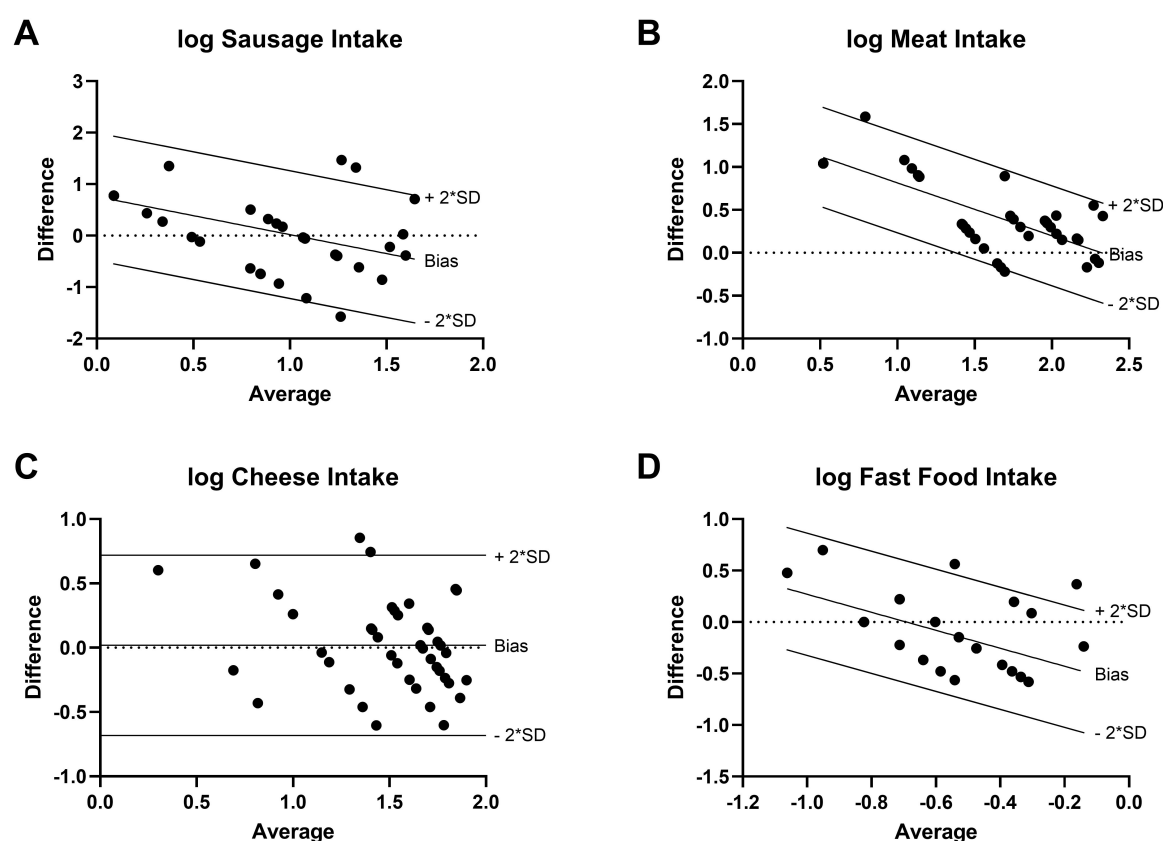 A
log Sausage Intake
Difference
3
2
1
0
-1
-2
+ 2*SD
Bias
- 2*SD
0.0 0.5 1.0 1.5 2.0
Average
B
log Meat Intake
Difference
2.0
1.5
1.0
0.5
0.0
-0.5
-1.0
+ 2*SD
Bias
- 2*SD
0.0 0.5 1.0 1.5 2.0 2.5
Average
C
log Cheese Intake
Difference
1.0
0.5
0.0
-0.5
-1.0
+ 2*SD
Bias
- 2*SD
0.0 0.5 1.0 1.5 2.0
Average
D
log Fast Food Intake
Difference
1.0
0.5
0.0
-0.5
-1.0
-1.5
+ 2*SD
Bias
- 2*SD
-1.2 -1.0 -0.8 -0.6 -0.4 -0.2 0.0
Average